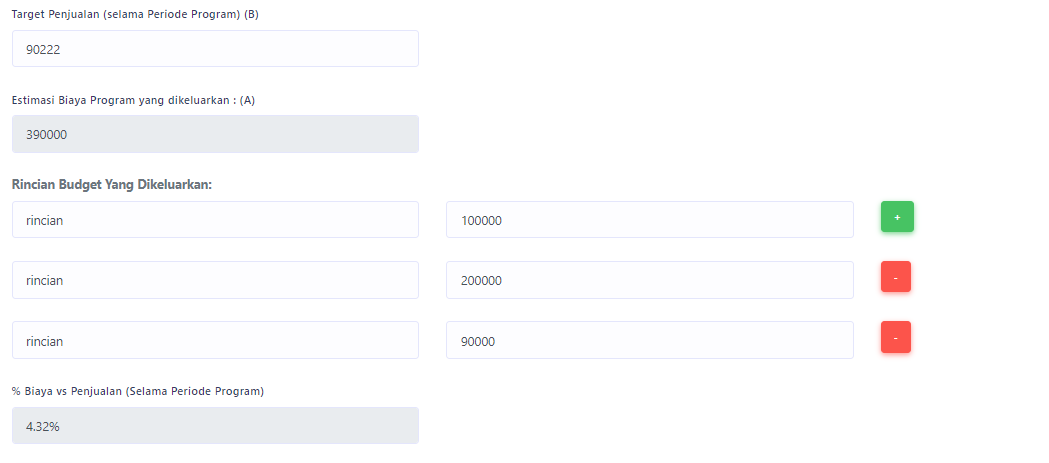 Target Penjualan (selama Periode Program) (B)
90222
Estimasi Biaya Program yang dikeluarkan : (A)
390000
Rincian Budget Yang Dikeluarkan:
rincian 100000 +
rincian 200000 -
rincian 90000 -
% Biaya vs Penjualan (Selama Periode Program)
4.32%